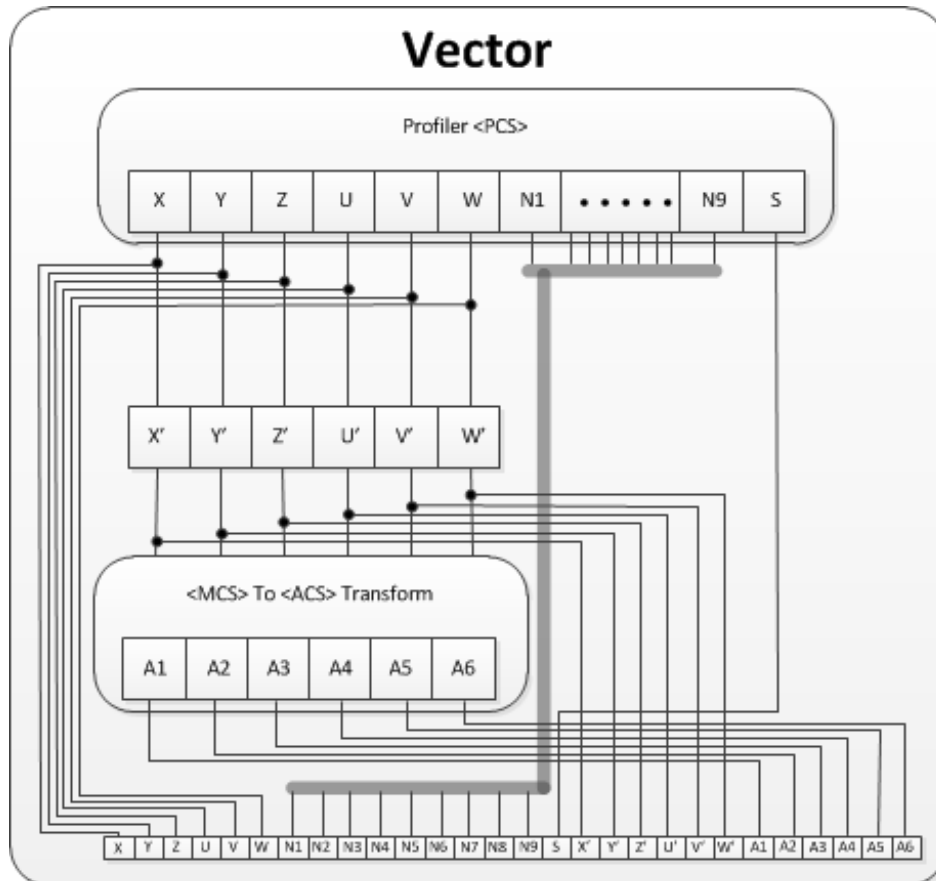 Vector
Profiler <PCS>
X Y Z U V W N1 ..... N9 S
X' Y' Z' U' V' W'
<MCS> To <ACS> Transform
A1 A2 A3 A4 A5 A6
X Y Z U V W N1 N2 N3 N4 N5 N6 N7 N8 N9 S X' Y' Z' U' V' W' A1 A2 A3 A4 A5 A6